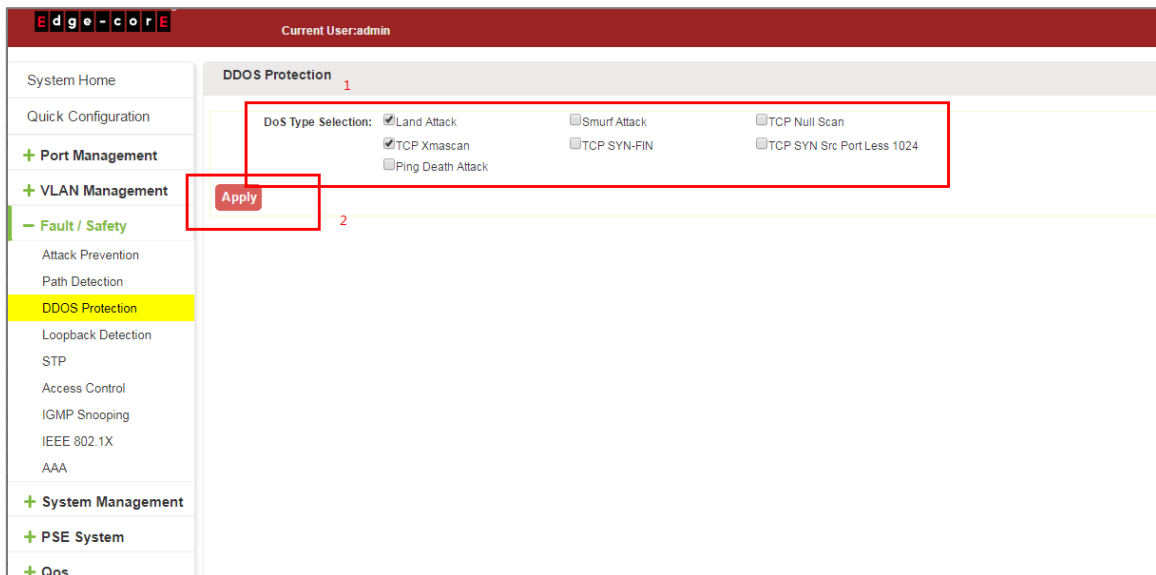 Edge-corE
Current User:admin
System Home
Quick Configuration
+ Port Management
+ VLAN Management
− Fault / Safety
Attack Prevention
Path Detection
DDOS Protection
Loopback Detection
STP
Access Control
IGMP Snooping
IEEE 802.1X
AAA
+ System Management
+ PSE System
+ Qos
DDOS Protection
1
DoS Type Selection: Land Attack Smurf Attack TCP Null Scan
TCP Xmascan TCP SYN-FIN TCP SYN Src Port Less 1024
Ping Death Attack
Apply
2